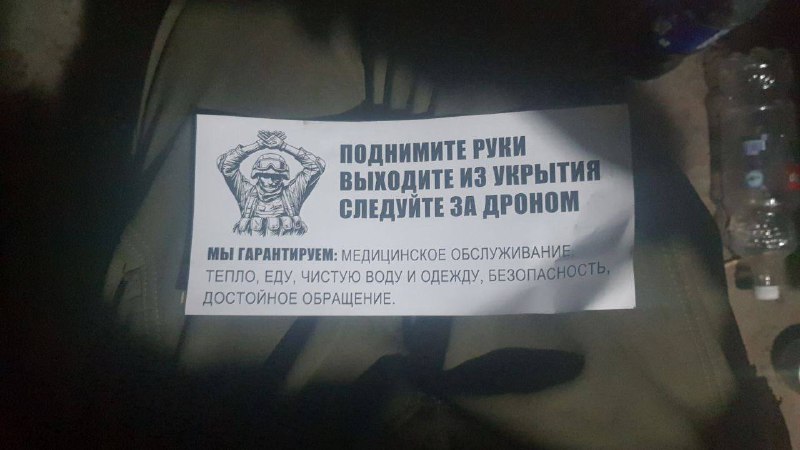 ПОДНИМИТЕ РУКИ
ВЫХОДИТЕ ИЗ УКРЫТИЯ
СЛЕДУЙТЕ ЗА ДРОНОМ
МЫ ГАРАНТИРУЕМ: МЕДИЦИНСКОЕ ОБСЛУЖИВАНИЕ,
ТЕПЛО, ЕДУ, ЧИСТУЮ ВОДУ И ОДЕЖДУ, БЕЗОПАСНОСТЬ,
ДОСТОЙНОЕ ОБРАЩЕНИЕ.